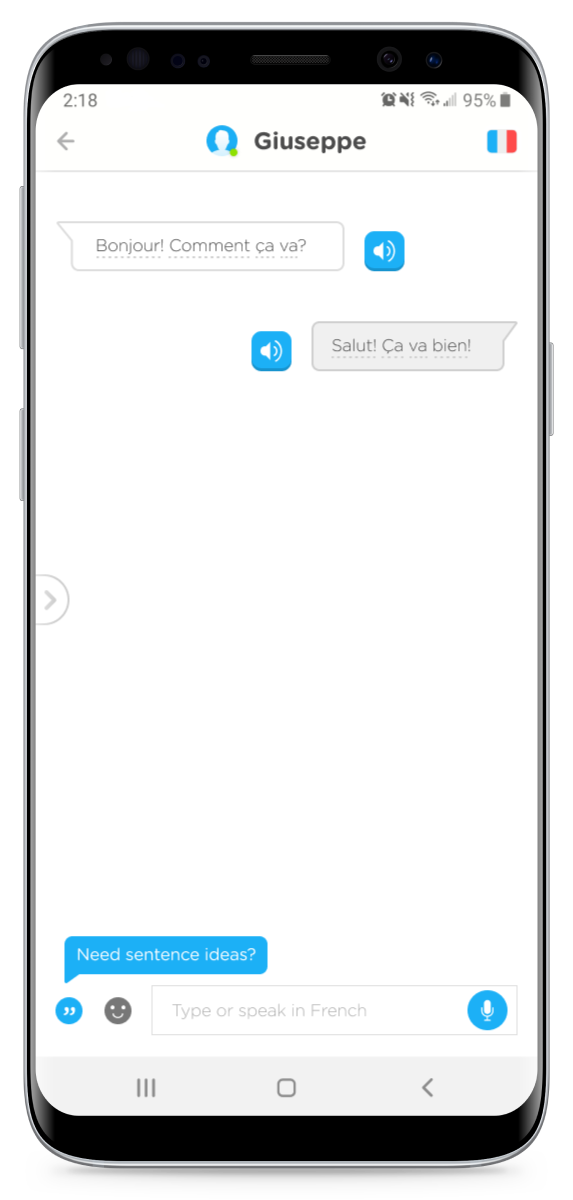 2:18
95%
Giuseppe
Bonjour! Comment ça va?
Salut! Ça va bien!
Need sentence ideas?
Type or speak in French